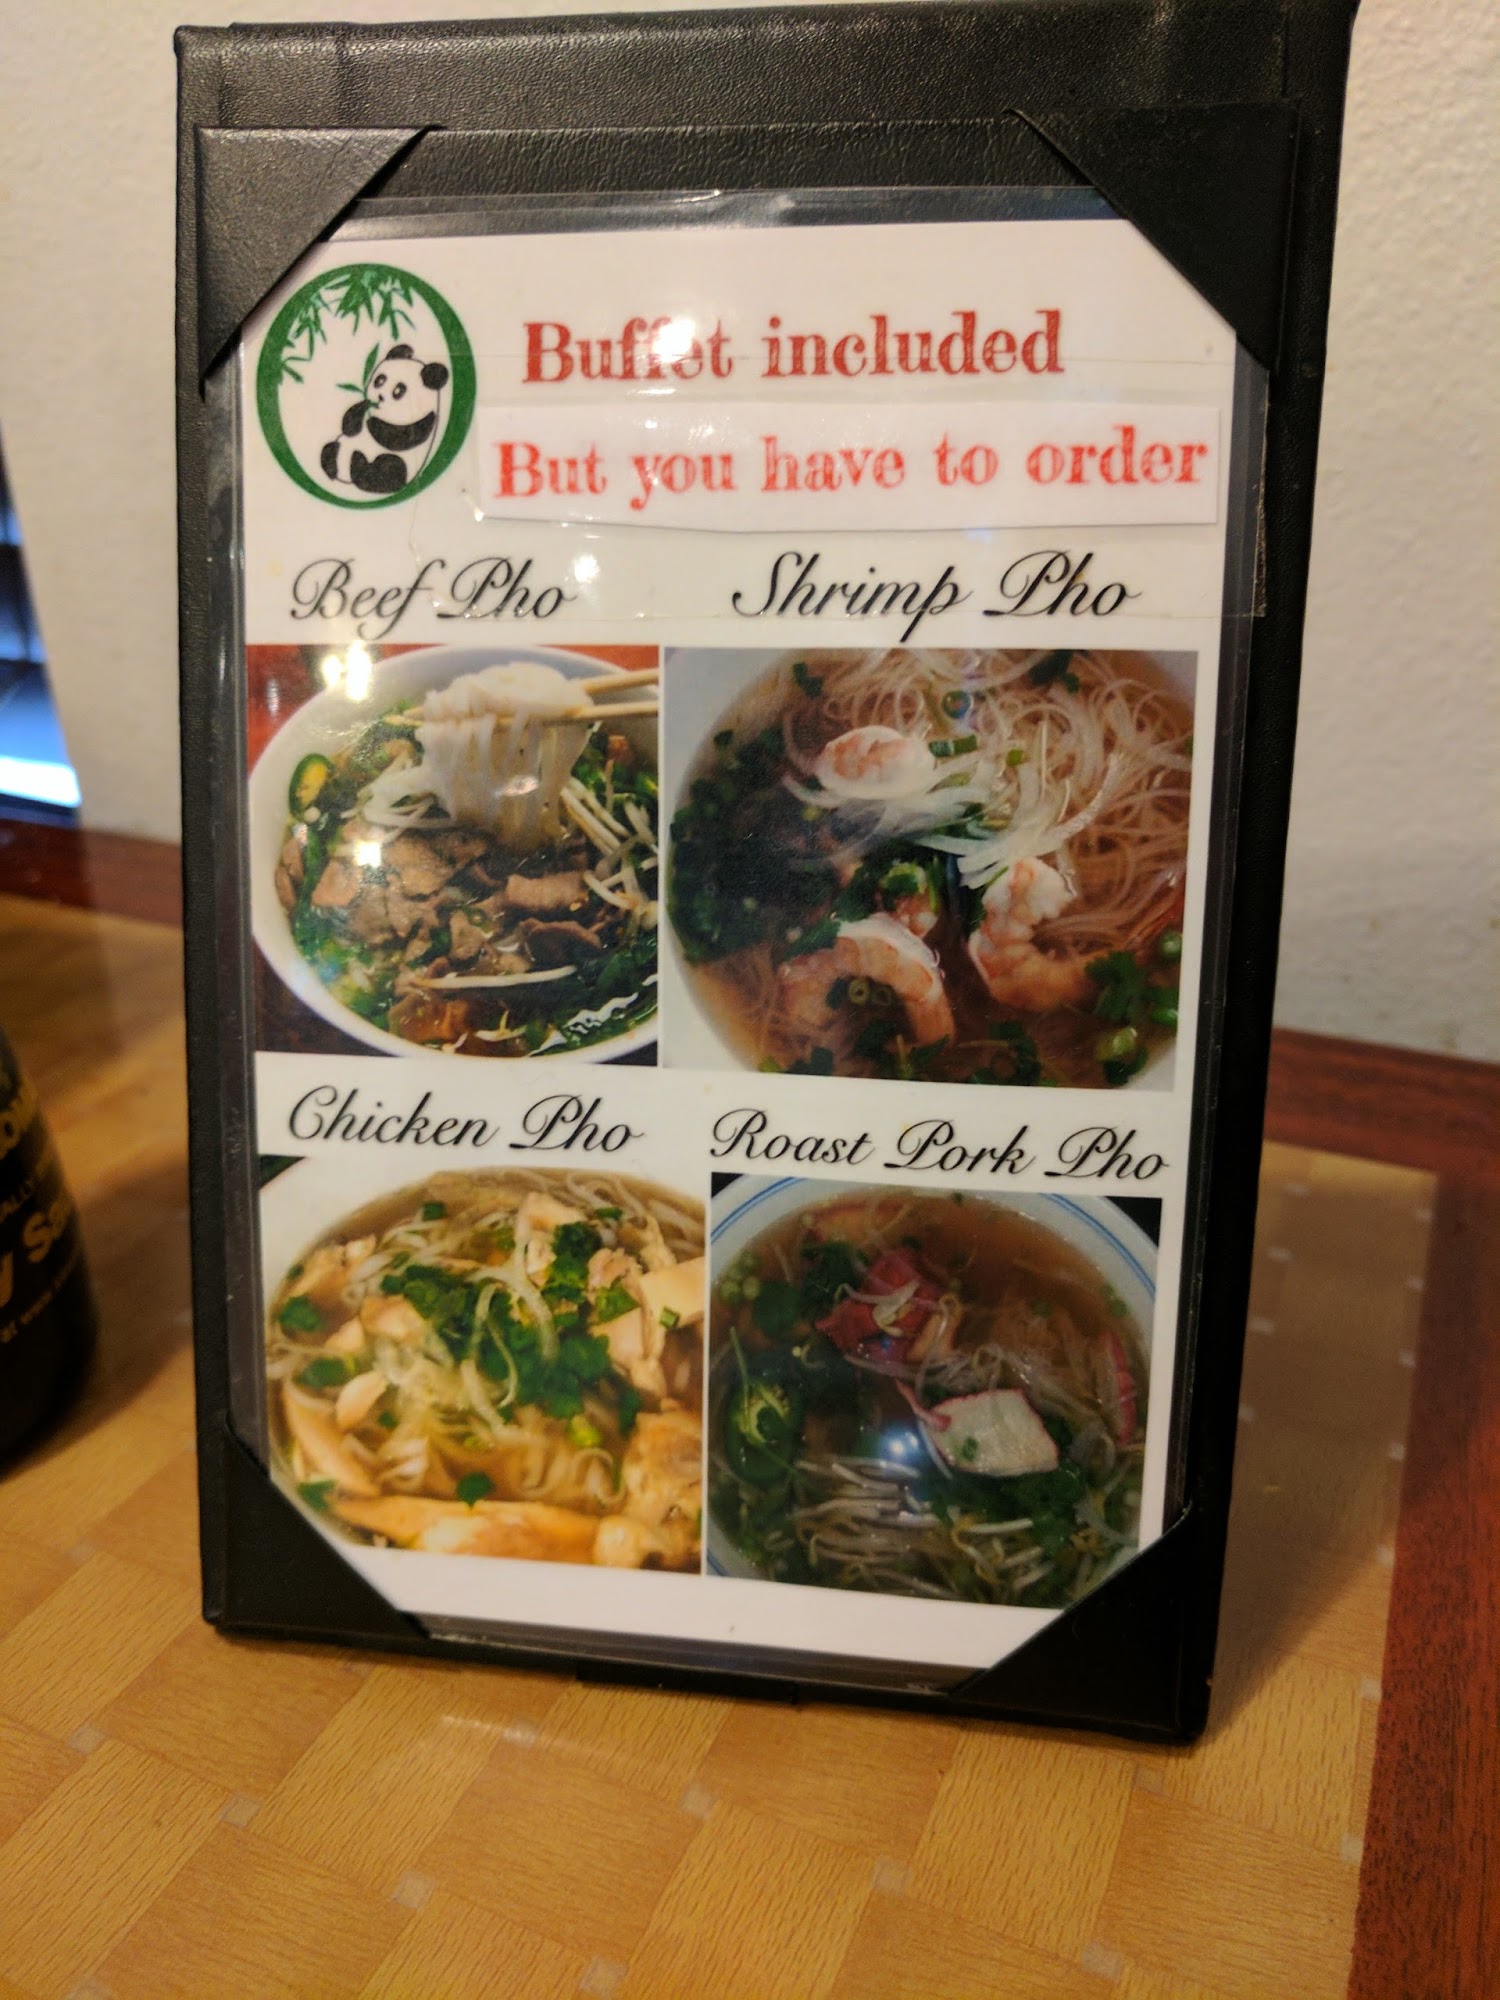 Buffet included
But you have to order
Beef Pho
Shrimp Pho
Chicken Pho
Roast Pork Pho